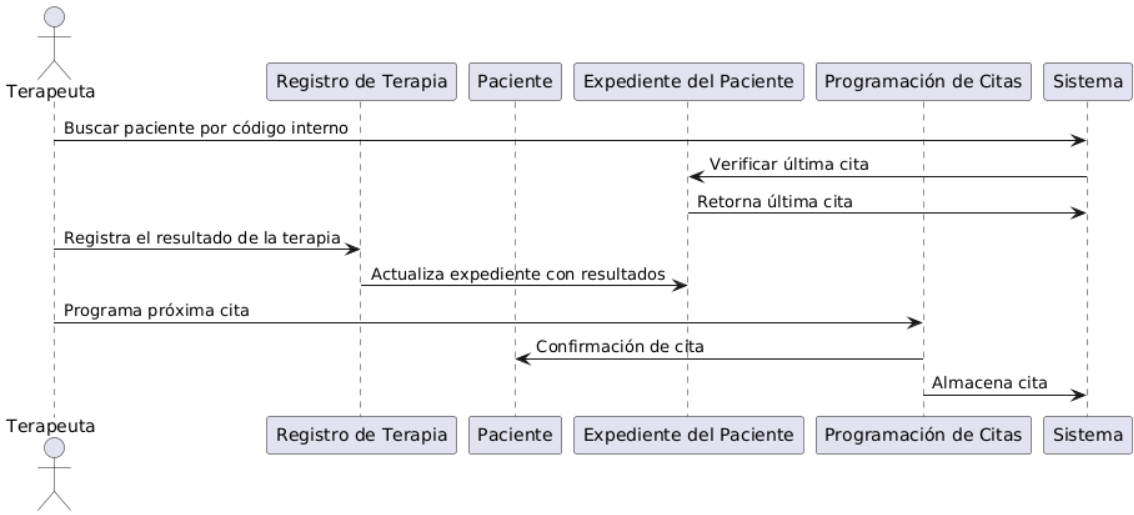 Terapeuta
Registro de Terapia
Paciente
Expediente del Paciente
Programación de Citas
Sistema
Buscar paciente por código interno
Verificar última cita
Retorna última cita
Registra el resultado de la terapia
Actualiza expediente con resultados
Programa próxima cita
Confirmación de cita
Almacena cita
Terapeuta
Registro de Terapia
Paciente
Expediente del Paciente
Programación de Citas
Sistema